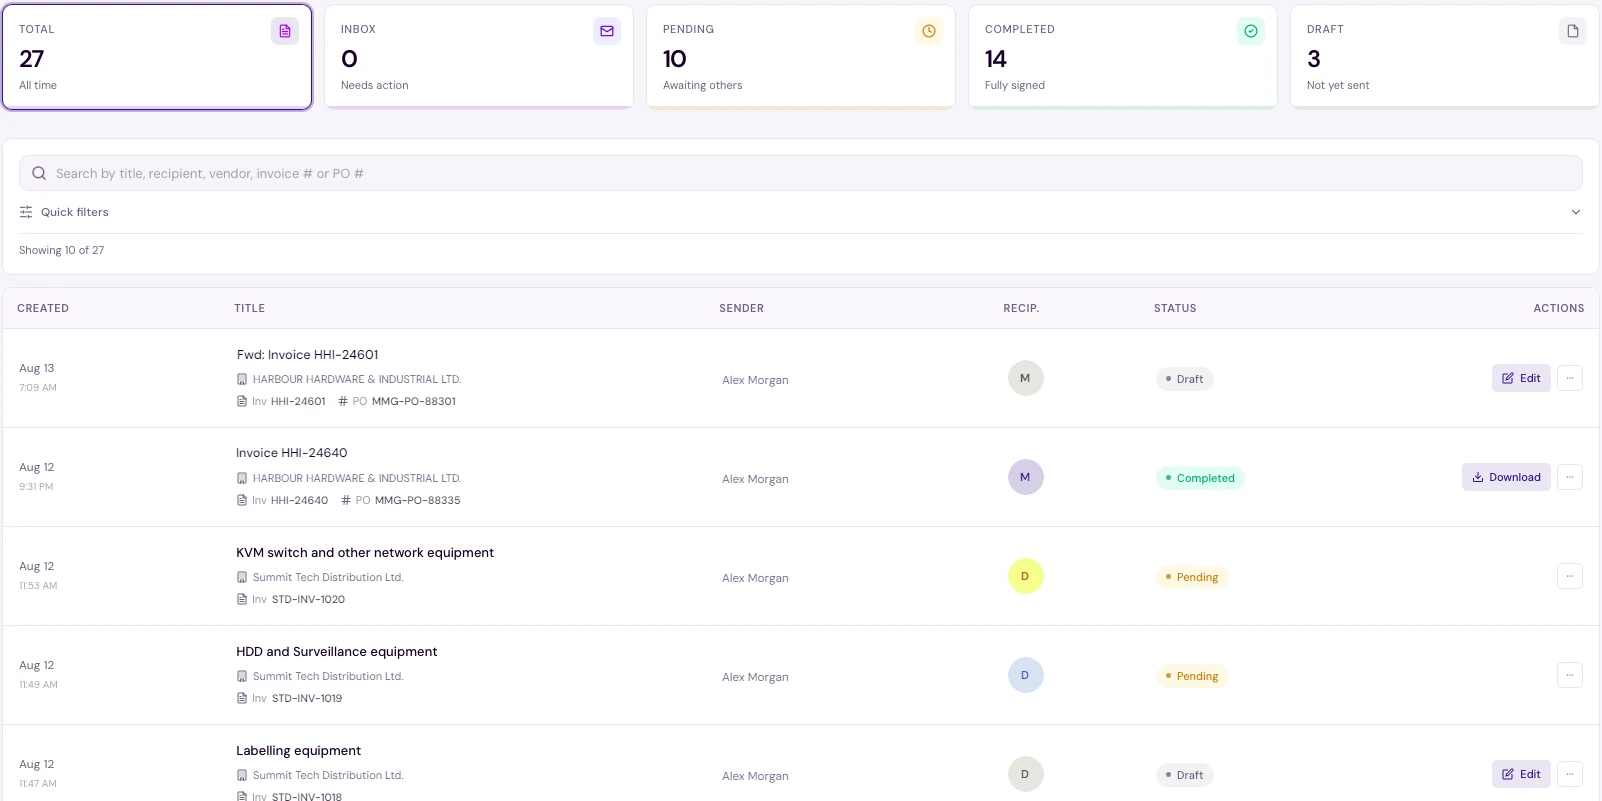 TOTAL
27
All time
INBOX
0
Needs action
PENDING
10
Awaiting others
COMPLETED
14
Fully signed
DRAFT
3
Not yet sent
Search by title, recipient, vendor, invoice # or PO #
Quick filters
Showing 10 of 27
CREATED TITLE SENDER RECIP. STATUS ACTIONS
Aug 13
7:09 AM
Fwd: Invoice HHI-24601
HARBOUR HARDWARE & INDUSTRIAL LTD.
Inv HHI-24601 # PO MMG-PO-88301
Alex Morgan
M
Draft
Edit
...
Aug 12
9:31 PM
Invoice HHI-24640
HARBOUR HARDWARE & INDUSTRIAL LTD.
Inv HHI-24640 # PO MMG-PO-88335
Alex Morgan
M
Completed
Download
...
Aug 12
11:53 AM
KVM switch and other network equipment
Summit Tech Distribution Ltd.
Inv STD-INV-1020
Alex Morgan
D
Pending
...
Aug 12
11:49 AM
HDD and Surveillance equipment
Summit Tech Distribution Ltd.
Inv STD-INV-1019
Alex Morgan
D
Pending
...
Aug 12
11:47 AM
Labelling equipment
Summit Tech Distribution Ltd.
Inv STD-INV-1018
Alex Morgan
D
Draft
Edit
...